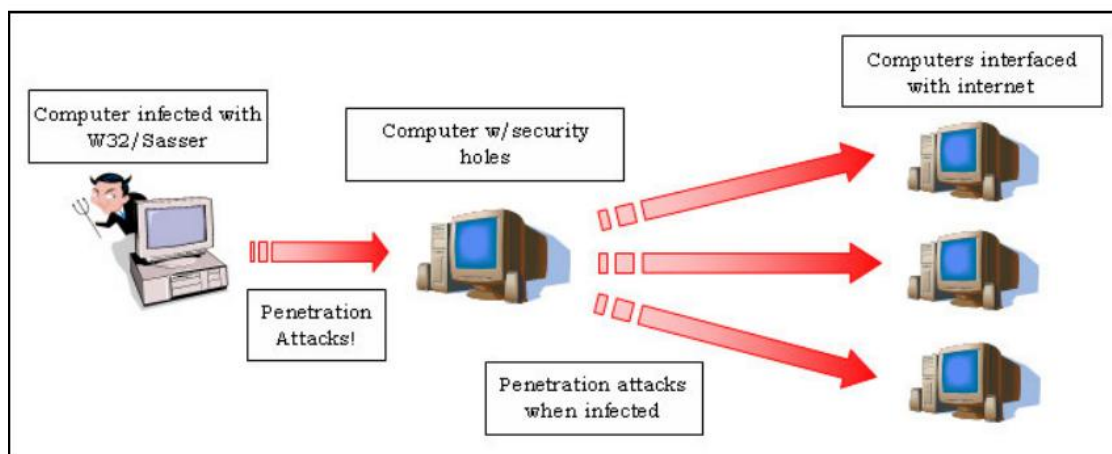 Computer infected with
W32/Sasser
Computer w/security
holes
Computers interfaced
with internet
Penetration
Attacks!
Penetration attacks
when infected